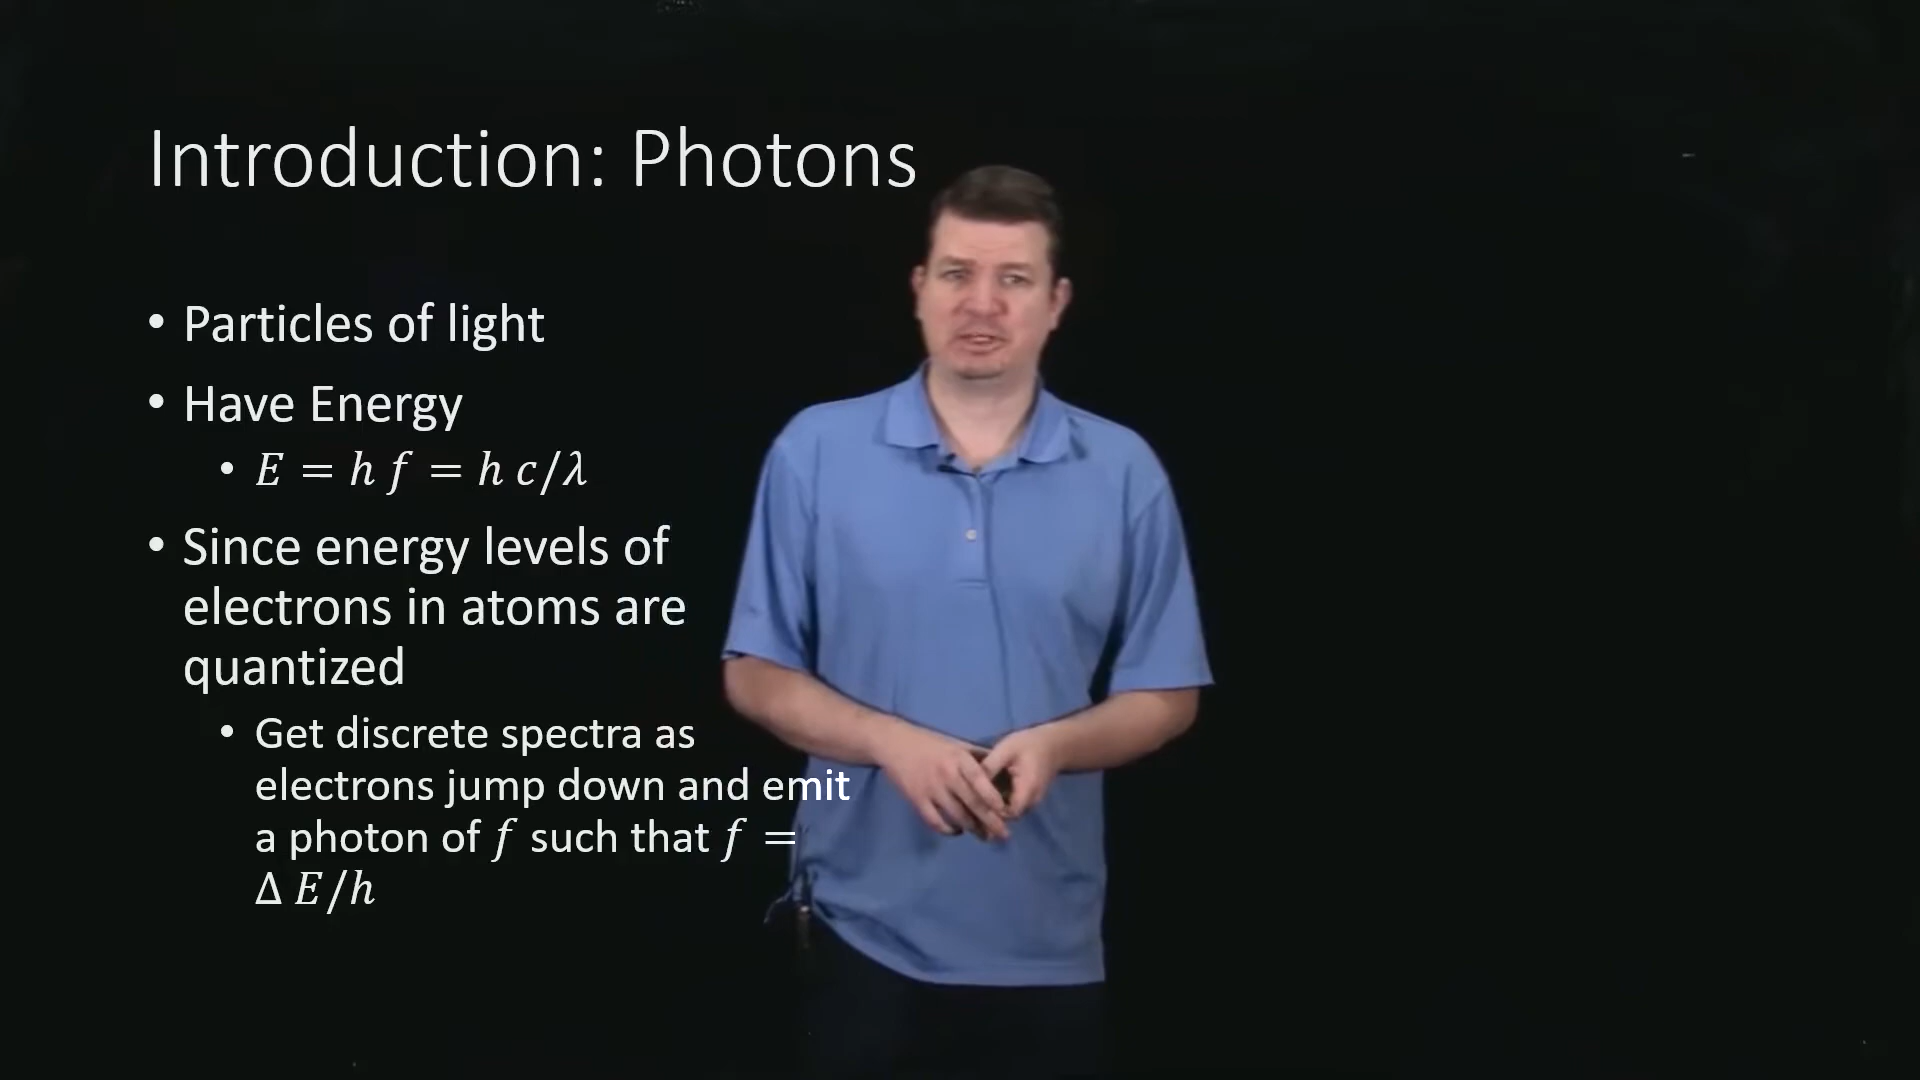 Introduction: Photons
• Particles of light
• Have Energy
• E = h f = h c/λ
• Since energy levels of
electrons in atoms are
quantized
• Get discrete spectra as
electrons jump down and emit
a photon of f such that f =
Δ E/h